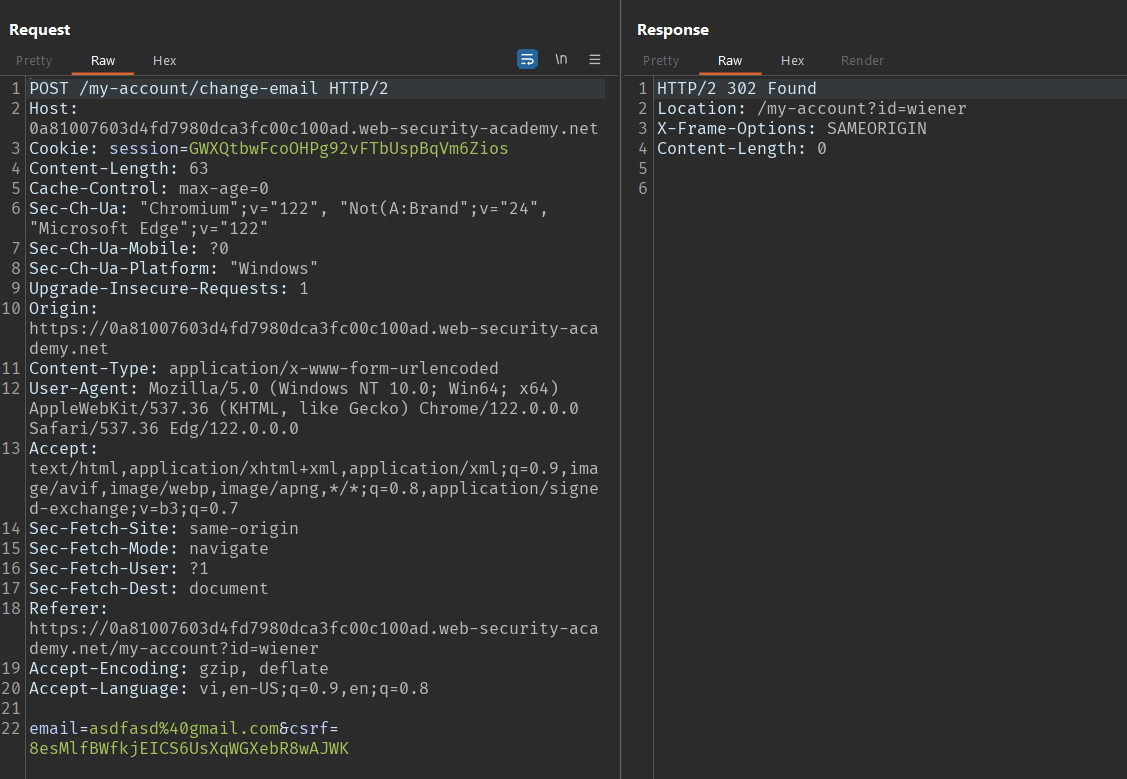 Request
Pretty Raw Hex \n
1 POST /my-account/change-email HTTP/2
2 Host:
0a81007603d4fd7980dca3fc00c100ad.web-security-academy.net
3 Cookie: session=GWXQtbwFcoOHPg92vFTbUspBqVm6Zios
4 Content-Length: 63
5 Cache-Control: max-age=0
6 Sec-Ch-Ua: "Chromium";v="122", "Not(A:Brand";v="24",
"Microsoft Edge";v="122"
7 Sec-Ch-Ua-Mobile: ?0
8 Sec-Ch-Ua-Platform: "Windows"
9 Upgrade-Insecure-Requests: 1
10 Origin:
https://0a81007603d4fd7980dca3fc00c100ad.web-security-aca
demy.net
11 Content-Type: application/x-www-form-urlencoded
12 User-Agent: Mozilla/5.0 (Windows NT 10.0; Win64; x64)
AppleWebKit/537.36 (KHTML, like Gecko) Chrome/122.0.0.0
Safari/537.36 Edg/122.0.0.0
13 Accept:
text/html,application/xhtml+xml,application/xml;q=0.9,ima
ge/avif,image/webp,image/apng,*/*;q=0.8,application/signe
d-exchange;v=b3;q=0.7
14 Sec-Fetch-Site: same-origin
15 Sec-Fetch-Mode: navigate
16 Sec-Fetch-User: ?1
17 Sec-Fetch-Dest: document
18 Referer:
https://0a81007603d4fd7980dca3fc00c100ad.web-security-aca
demy.net/my-account?id=wiener
19 Accept-Encoding: gzip, deflate
20 Accept-Language: vi,en-US;q=0.9,en;q=0.8
21
22 email=asdfasd%40gmail.com&csrf=
8esMlfBWfkjEICS6UsXqWGXebR8wAJWK
Response
Pretty Raw Hex Render
1 HTTP/2 302 Found
2 Location: /my-account?id=wiener
3 X-Frame-Options: SAMEORIGIN
4 Content-Length: 0
5
6